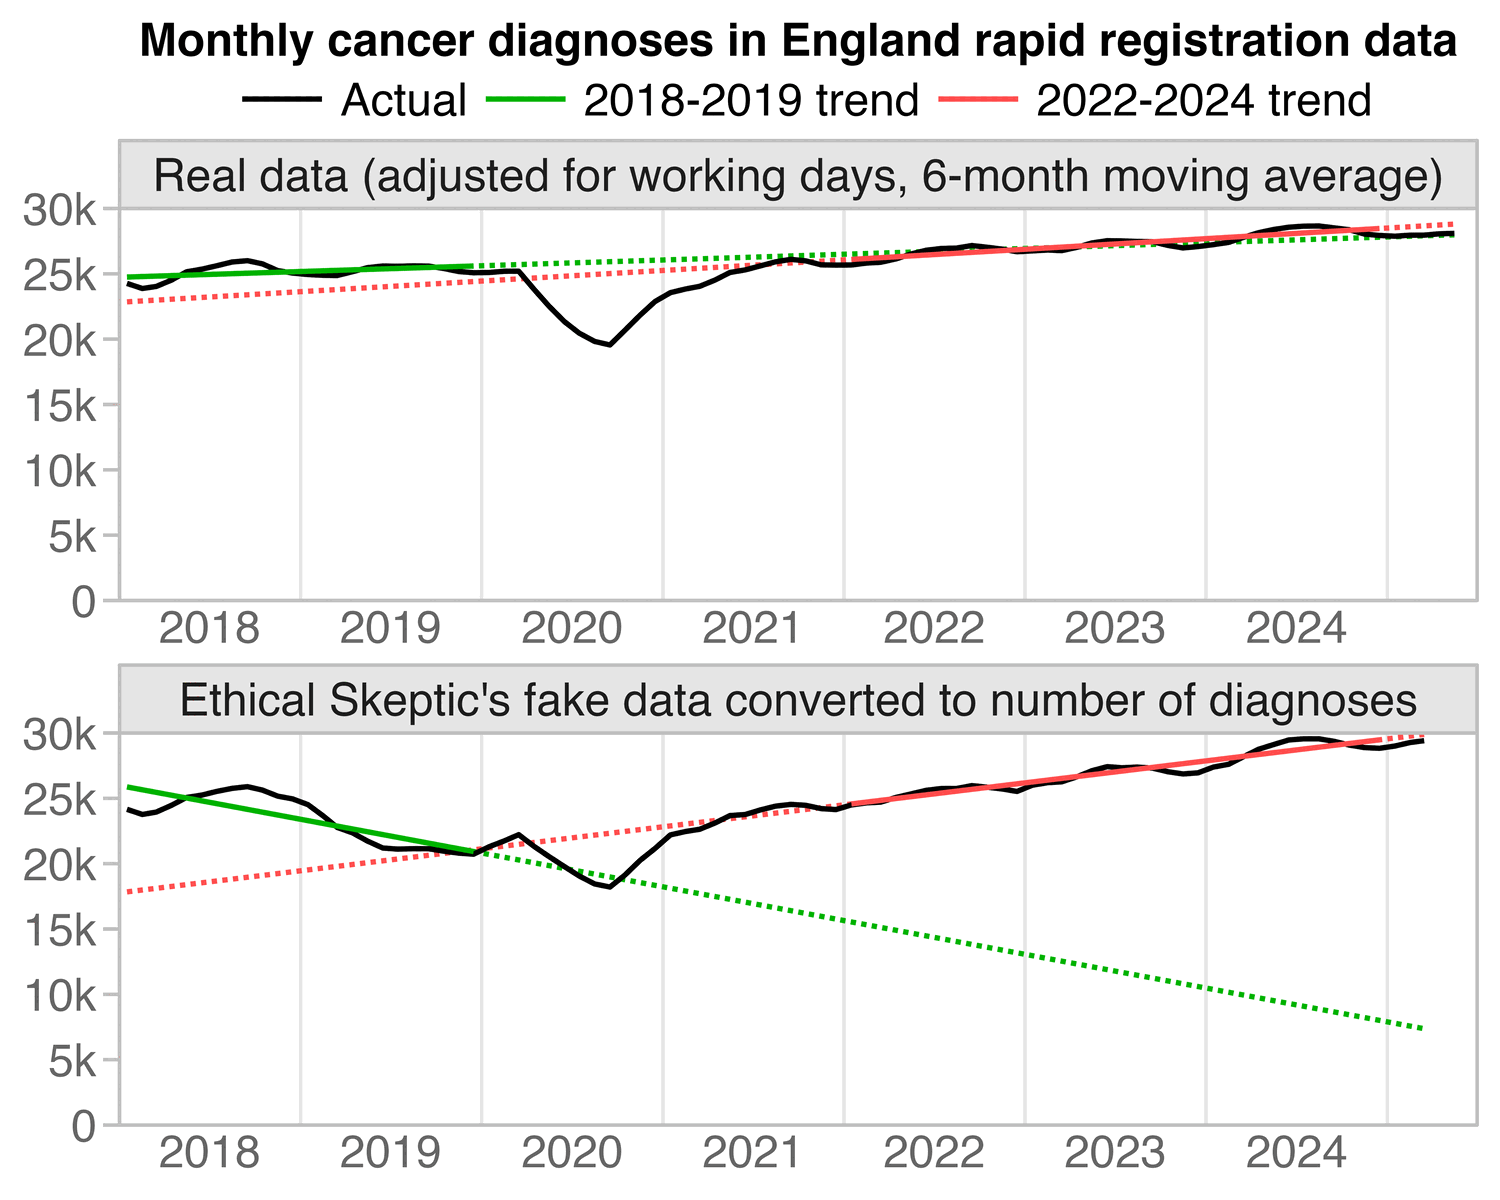 Monthly cancer diagnoses in England rapid registration data
Actual 2018-2019 trend 2022-2024 trend
Real data (adjusted for working days, 6-month moving average)
30k
25k
20k
15k
10k
5k
0
2018 2019 2020 2021 2022 2023 2024
Ethical Skeptic's fake data converted to number of diagnoses
30k
25k
20k
15k
10k
5k
0
2018 2019 2020 2021 2022 2023 2024